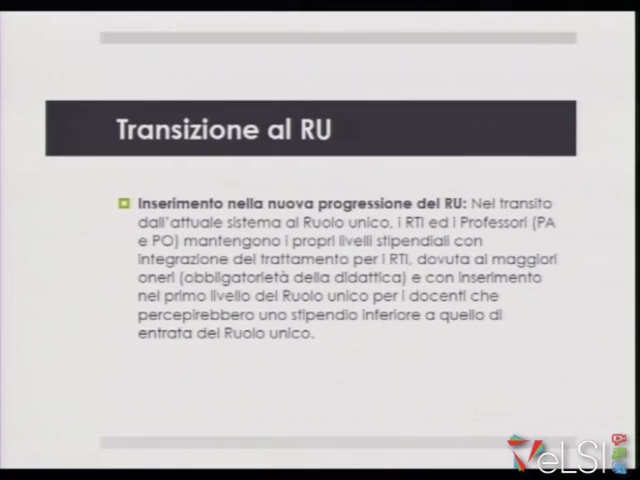 Transizione al RU
Inserimento nella nuova progressione del RU: Nel transito
dall'attuale sistema al Ruolo unico, i RTI ed i Professori (PA
e PO) mantengono i propri livelli stipendiali con
integrazione del trattamento per i RTI, dovuta ai maggiori
oneri (obbligatorietà della didattica) e con inserimento
nel primo livello del Ruolo unico per i docenti che
percepirebbero uno stipendio inferiore a quello di
entrata del Ruolo unico.
VeLSI